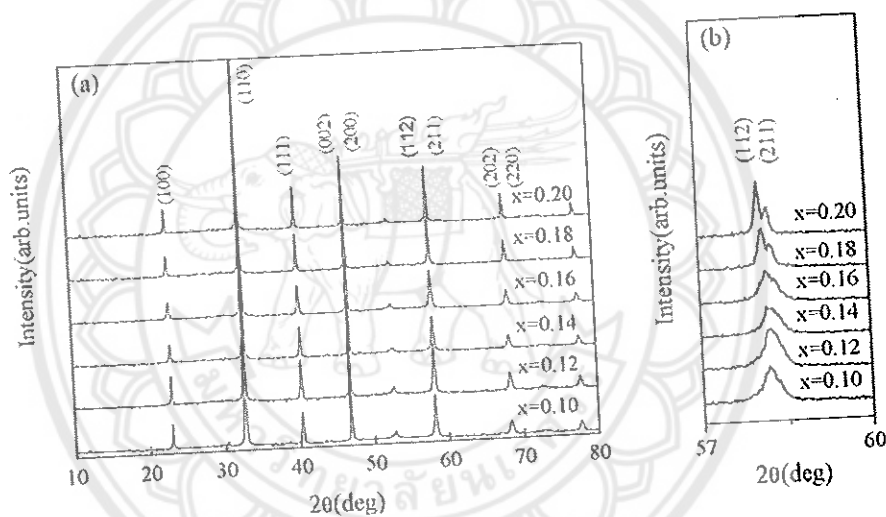 (a)
(110)
(100)
(111)
(002)
(200)
(112)
(211)
(202)
(220)
x=0.20
x=0.18
x=0.16
x=0.14
x=0.12
x=0.10
Intensity(arb.units)
10 20 30 40 50 60 70 80
2θ(deg)
(b)
(112)
(211)
x=0.20
x=0.18
x=0.16
x=0.14
x=0.12
x=0.10
Intensity(arb.units)
57 60
2θ(deg)